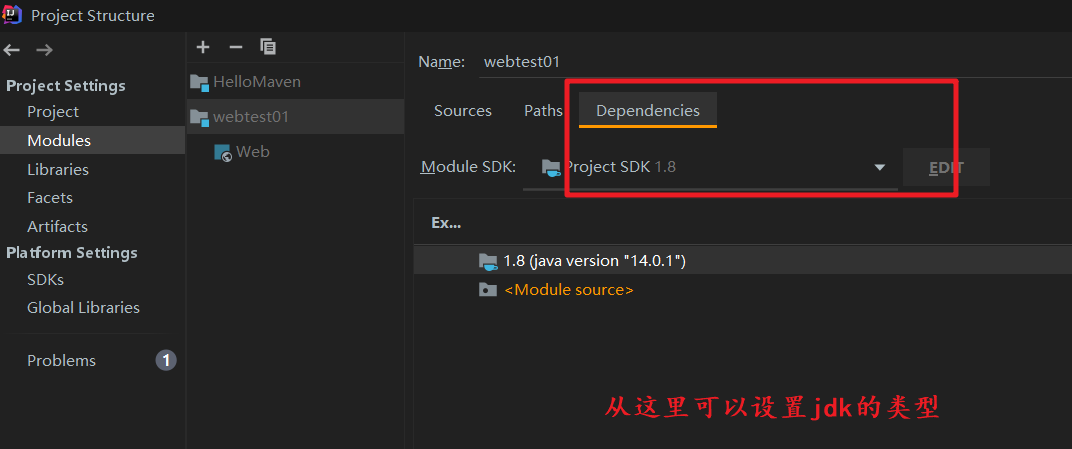 Project Structure
Project Settings
Project
Modules
Libraries
Facets
Artifacts
Platform Settings
SDKs
Global Libraries
Problems 1
HelloMaven
webtest01
Web
Name: webtest01
Sources Paths Dependencies
Module SDK: Project SDK 1.8 EDIT
Ex...
1.8 (java version "14.0.1")
<Module source>
从这里可以设置jdk的类型